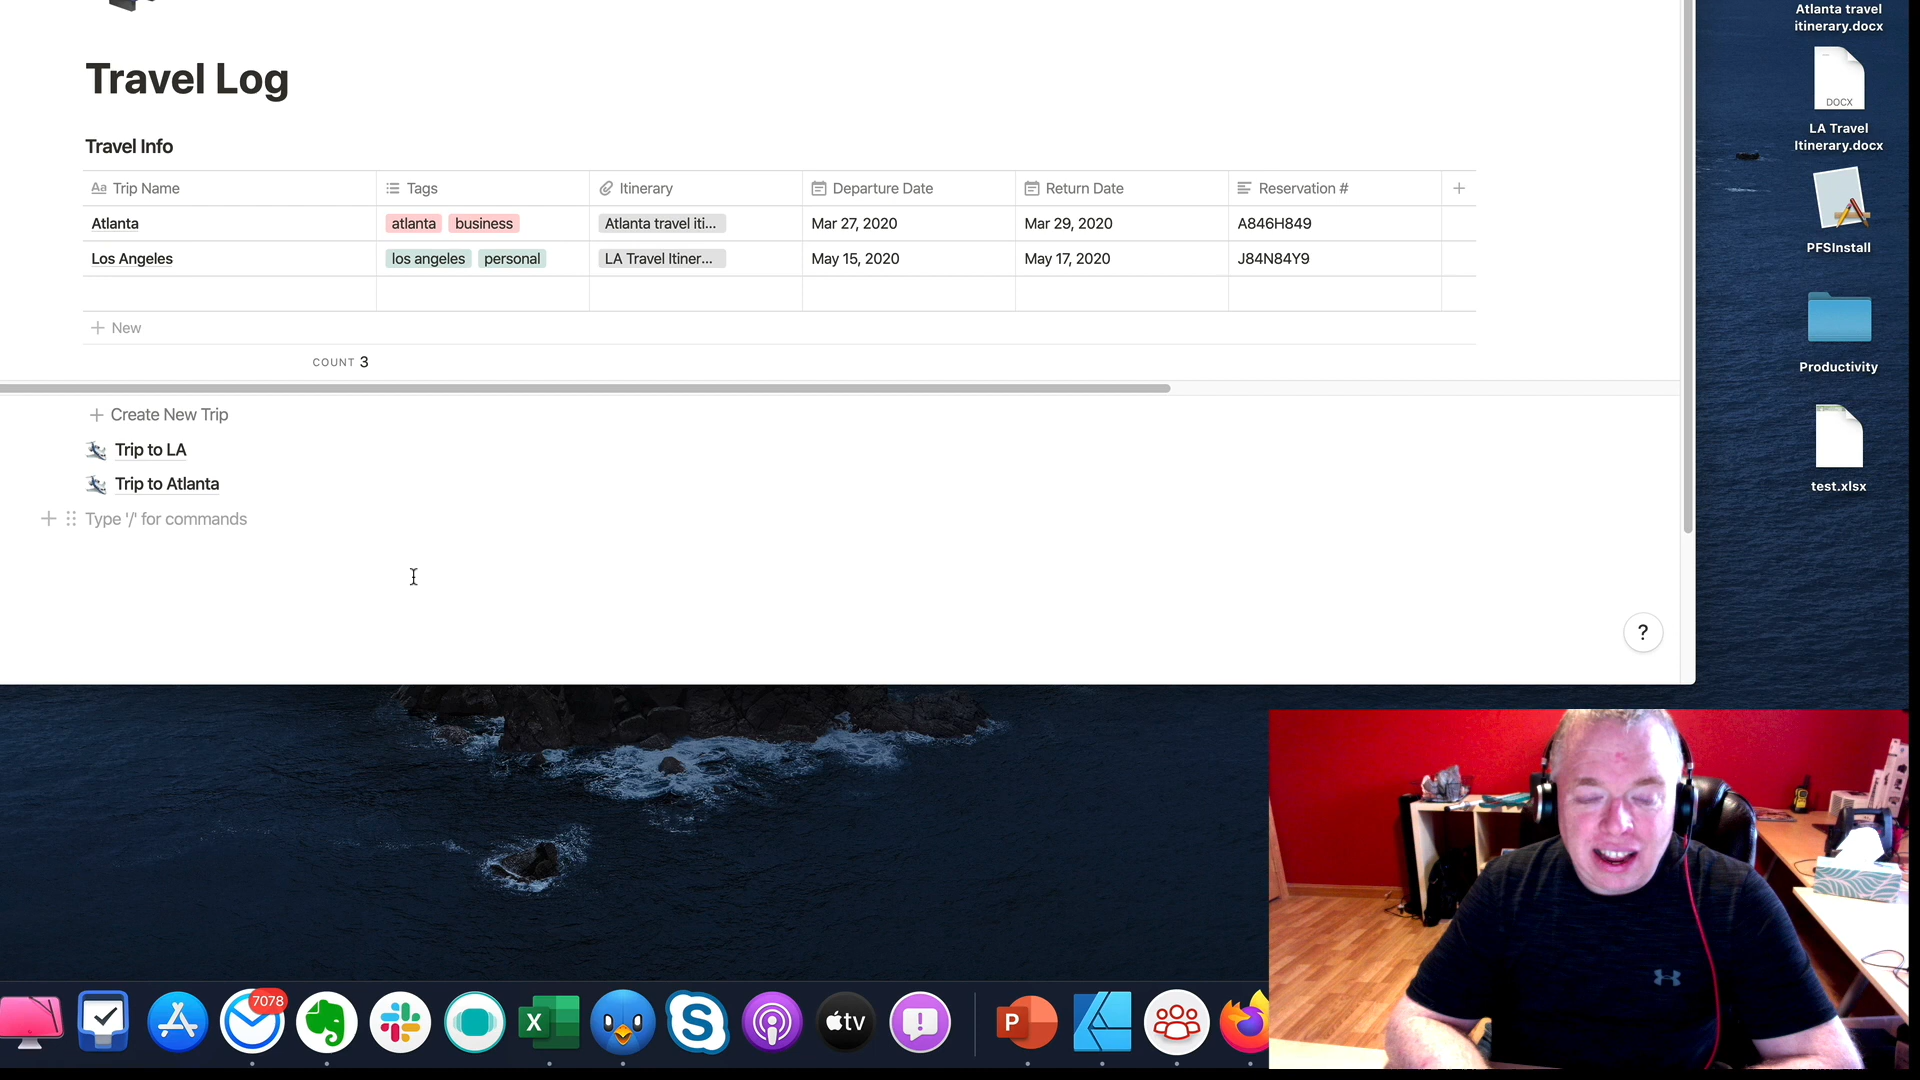 Atlanta travel
itinerary.docx
Travel Log
DOCX
LA Travel
Itinerary.docx
Travel Info
Aa Trip Name Tags Itinerary Departure Date Return Date Reservation #
Atlanta atlanta business Atlanta travel iti... Mar 27, 2020 Mar 29, 2020 A846H849
PFSInstall
Los Angeles los angeles personal LA Travel Itiner... May 15, 2020 May 17, 2020 J84N84Y9
New
COUNT 3
Productivity
Create New Trip
Trip to LA
Trip to Atlanta
test.xlsx
Type '/' for commands
?
7078
X
S
tv
!
P